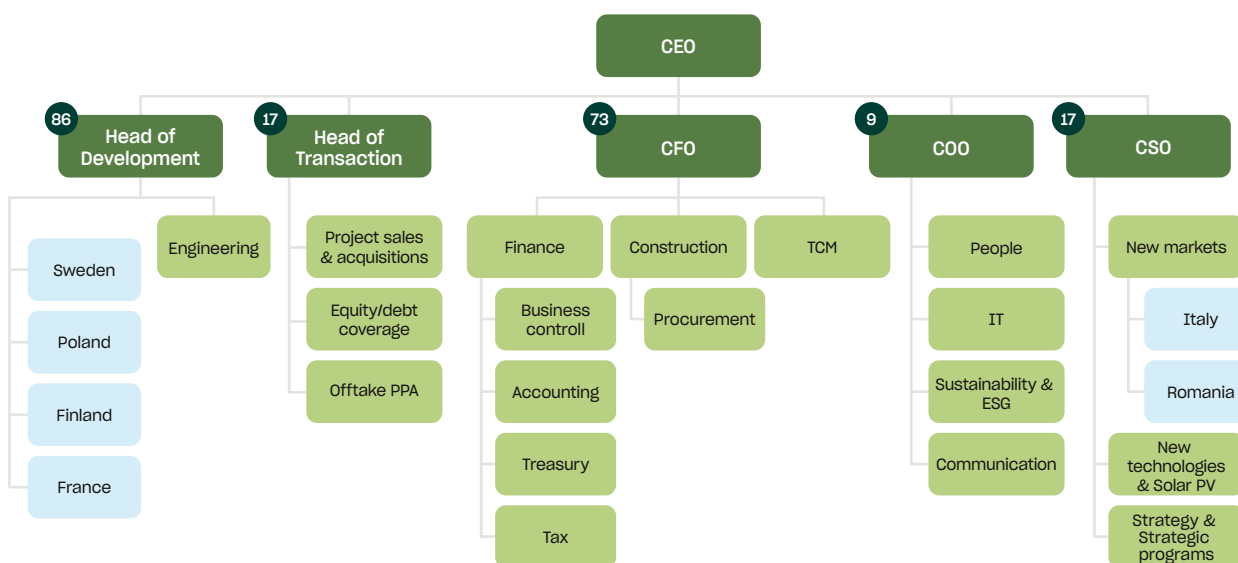 CEO
86
Head of
Development
17
Head of
Transaction
73
CFO
9
COO
17
CSO
Sweden
Poland
Finland
France
Engineering
Project sales
& acquisitions
Equity/debt
coverage
Offtake PPA
Finance
Business
controll
Accounting
Treasury
Tax
Construction
Procurement
TCM
People
IT
Sustainability &
ESG
Communication
New markets
Italy
Romania
New
technologies
& Solar PV
Strategy &
Strategic
programs